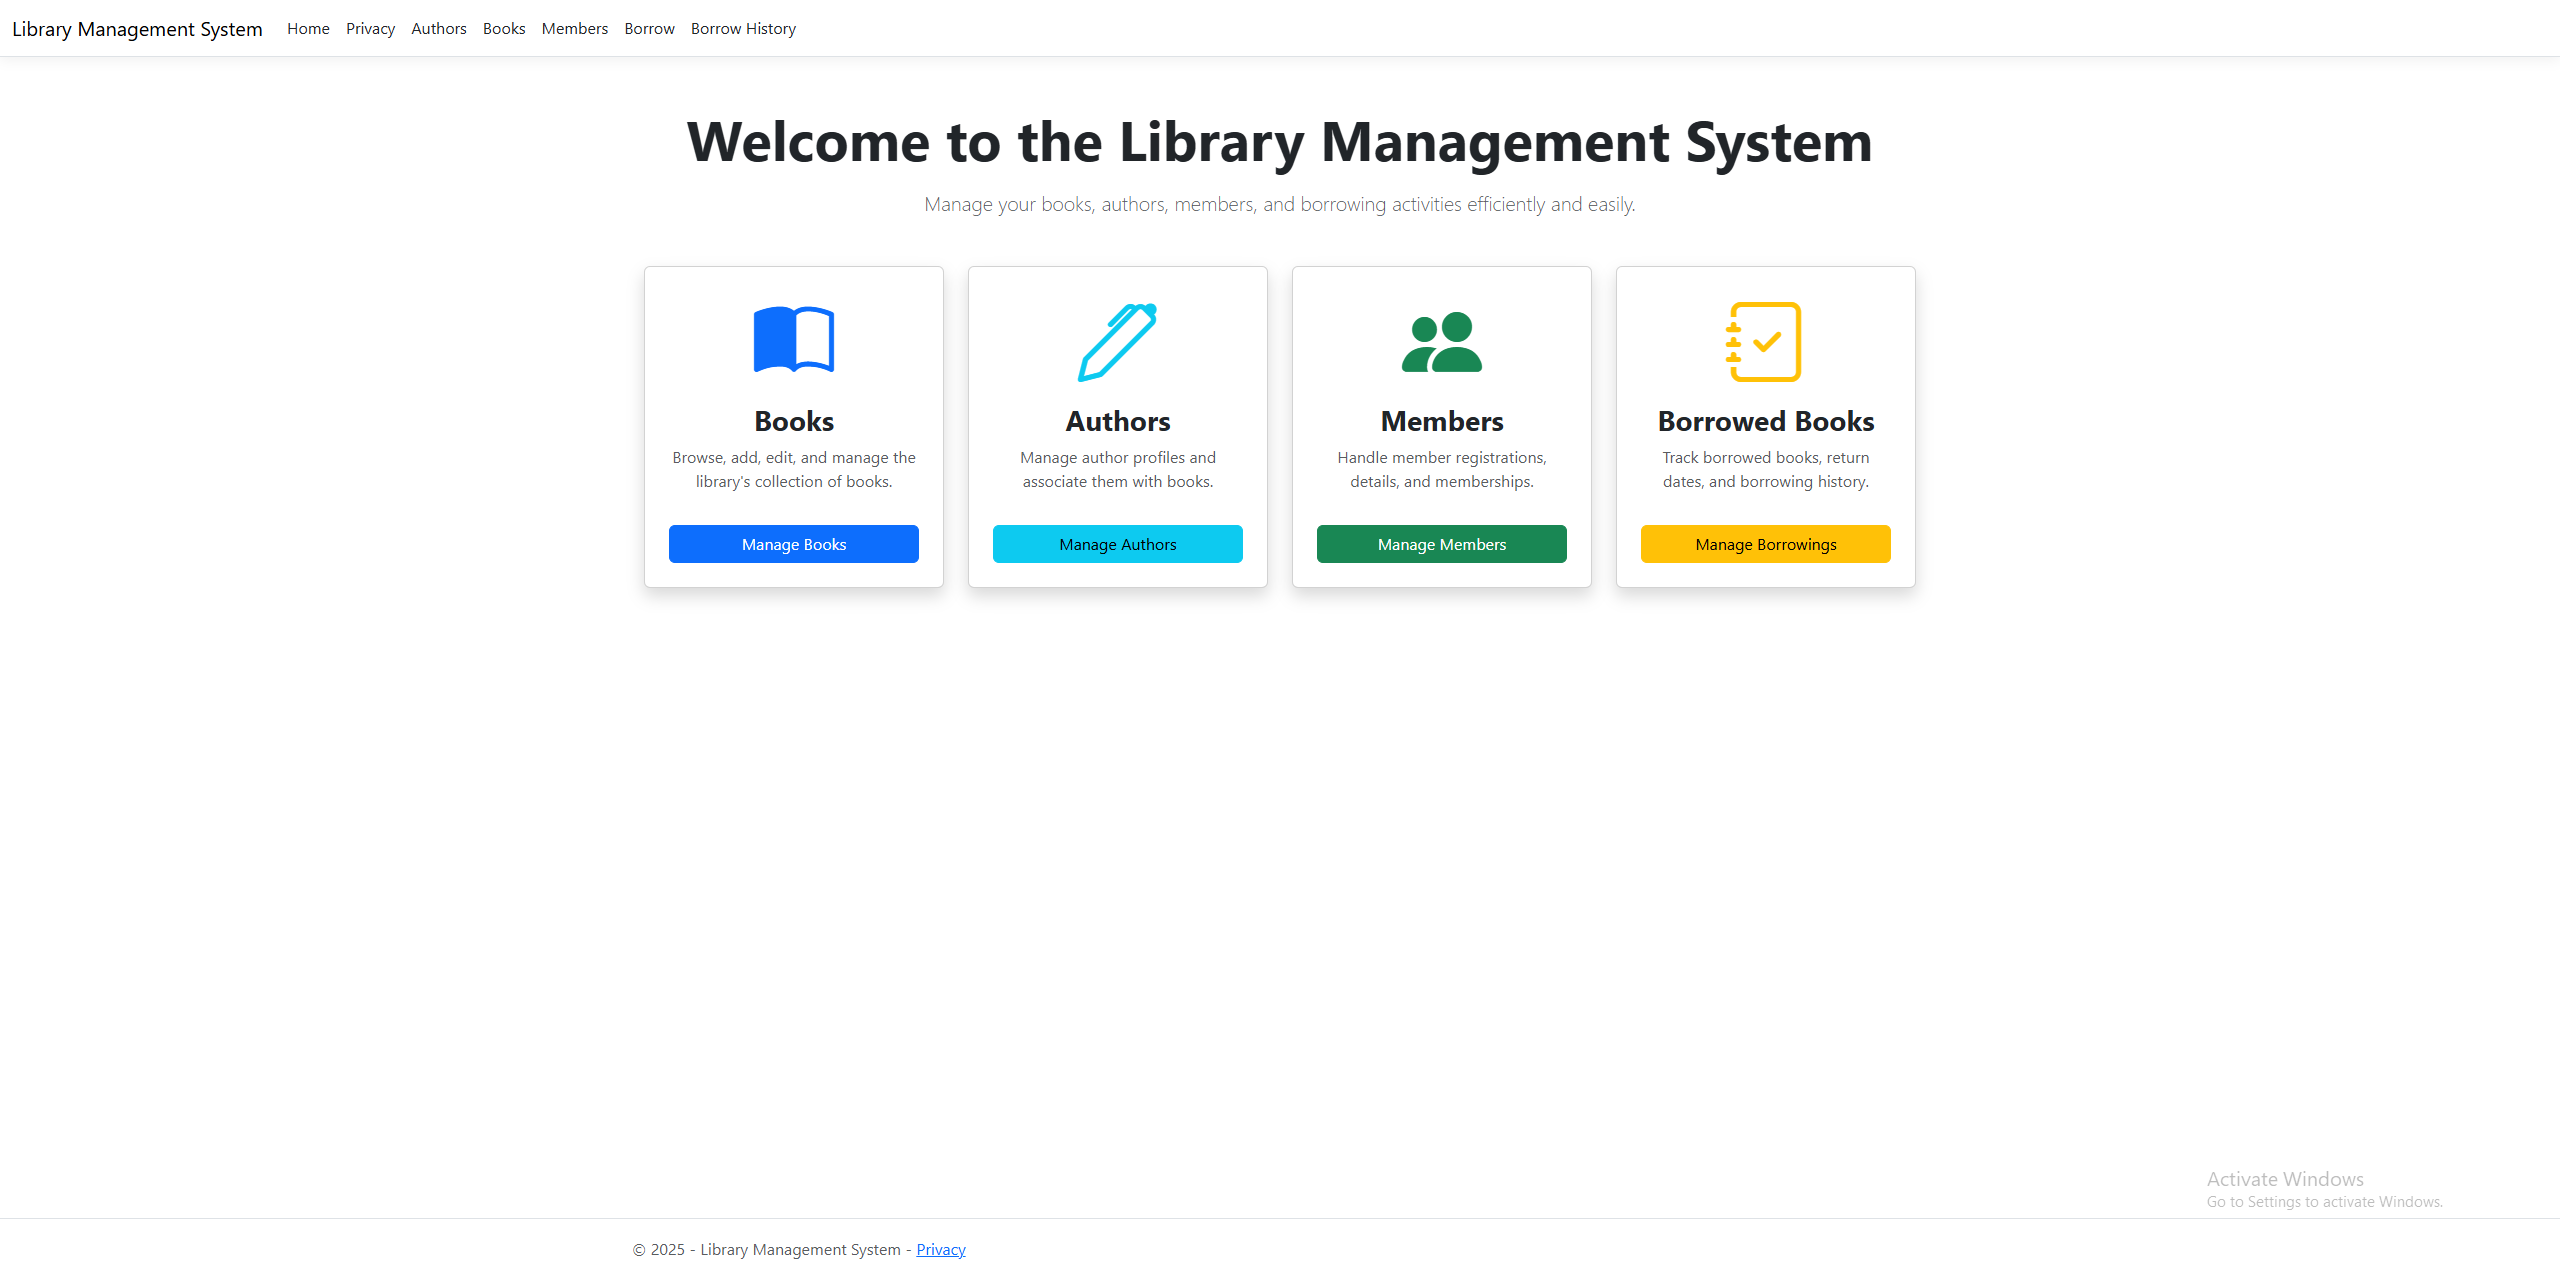 Library Management System Home Privacy Authors Books Members Borrow Borrow History
Welcome to the Library Management System
Manage your books, authors, members, and borrowing activities efficiently and easily.
Books
Browse, add, edit, and manage the
library's collection of books.
Manage Books
Authors
Manage author profiles and
associate them with books.
Manage Authors
Members
Handle member registrations,
details, and memberships.
Manage Members
Borrowed Books
Track borrowed books, return
dates, and borrowing history.
Manage Borrowings
Activate Windows
Go to Settings to activate Windows.
© 2025 - Library Management System - Privacy